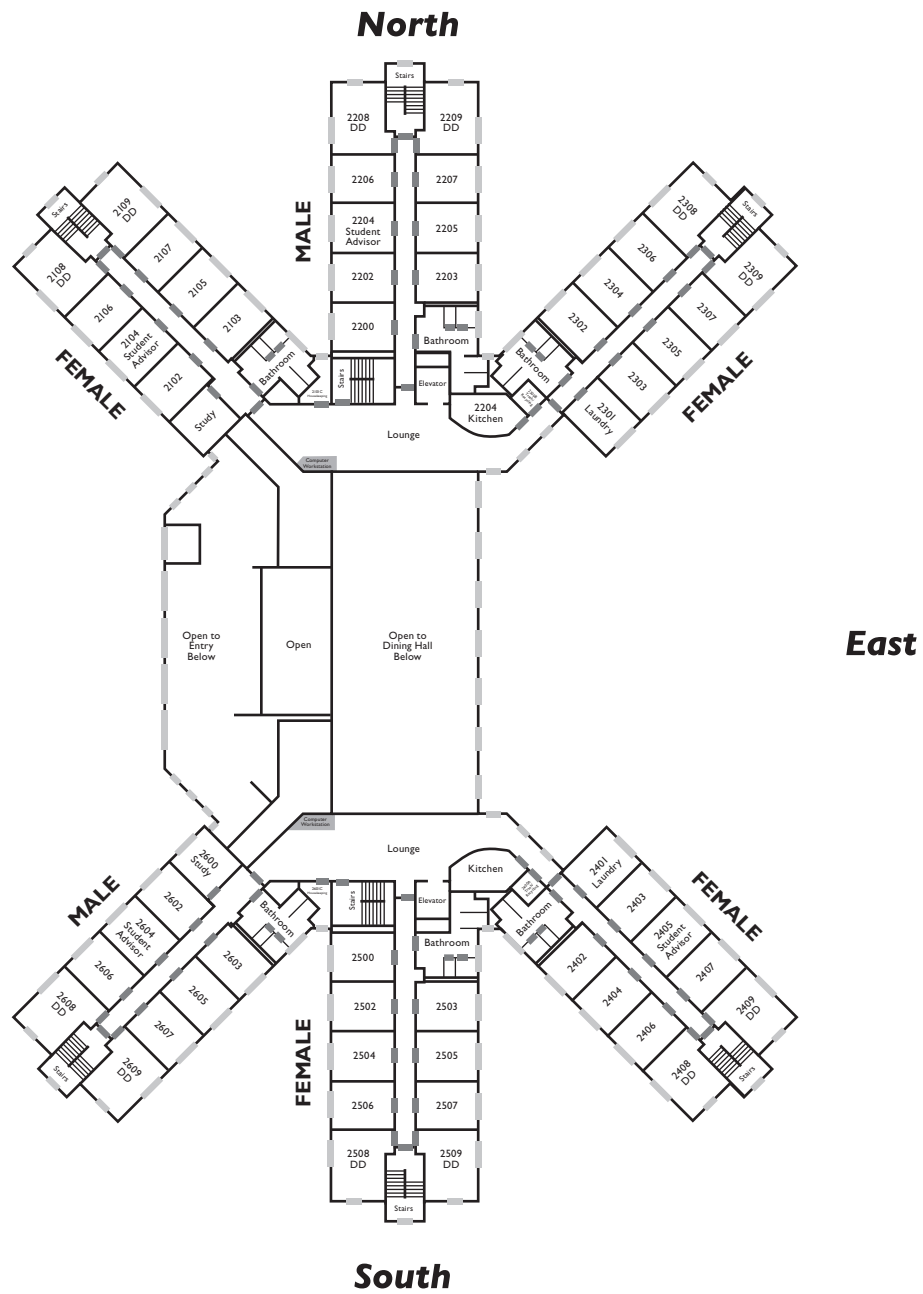 North
Stairs
2208
DD
2209
DD
2206
2207
MALE
2204
Student
Advisor
2205
2202
2203
2200
Bathroom
Stairs
Elevator
2204
Kitchen
Lounge
Stairs
2109
DD
2107
2105
2103
2108
DD
2106
2104
Student
Advisor
2102
Study
Bathroom
FEMALE
Computer
Workstation
2308
DD
Stairs
2306
2309
DD
2304
2307
2302
2305
2303
2301
Laundry
Bathroom
FEMALE
Open to
Entry
Below
Open
Open to
Dining Hall
Below
East
Computer
Workstation
Lounge
Kitchen
Stairs
Elevator
Bathroom
MALE
2600
Study
2602
2604
Student
Advisor
2606
2608
DD
Stairs
Bathroom
2603
2605
2607
2609
DD
2401
Laundry
2403
2405
Student
Advisor
2407
2409
DD
FEMALE
Bathroom
2402
2404
2406
2408
DD
Stairs
2500
2502
2503
FEMALE
2504
2505
2506
2507
2508
DD
2509
DD
Stairs
South